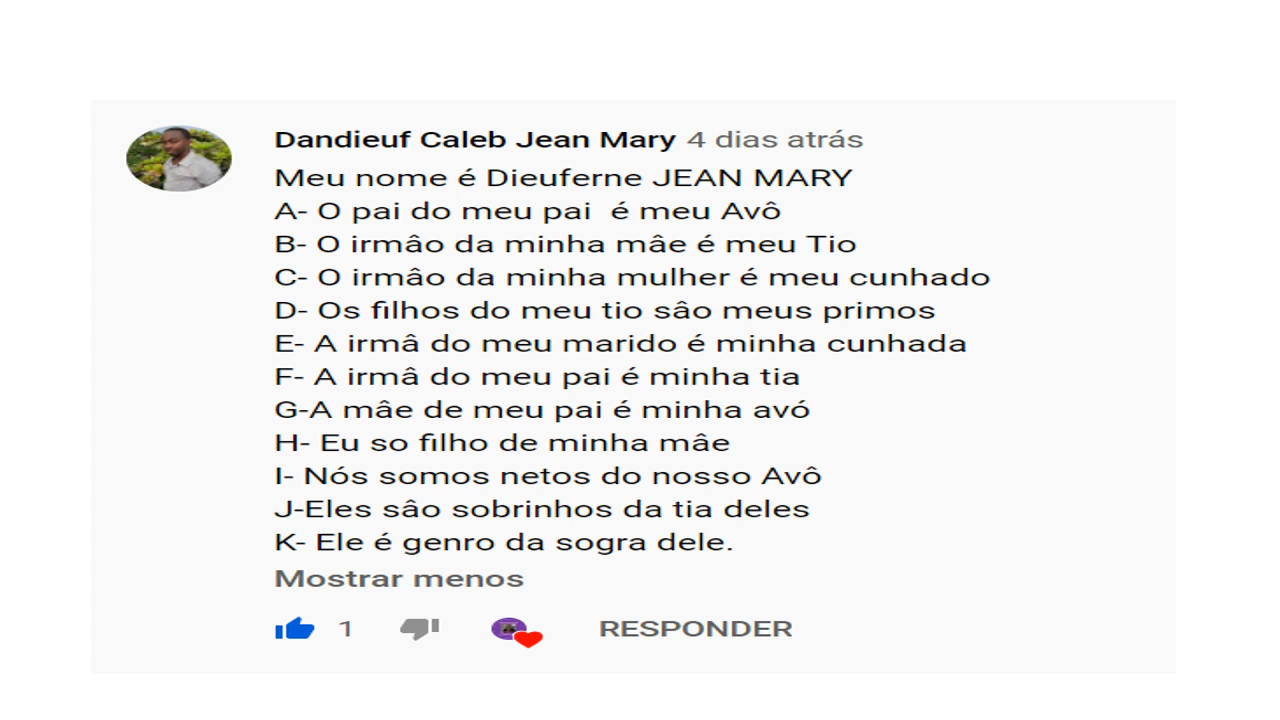 Dandieuf Caleb Jean Mary 4 dias atrás
Meu nome é Dieuferne JEAN MARY
A- O pai do meu pai  é meu Avô
B- O irmâo da minha mâe é meu Tio
C- O irmâo da minha mulher é meu cunhado
D- Os filhos do meu tio sâo meus primos
E- A irmâ do meu marido é minha cunhada
F- A irmâ do meu pai é minha tia
G-A mâe de meu pai é minha avó
H- Eu so filho de minha mâe
I- Nós somos netos do nosso Avô
J-Eles sâo sobrinhos da tia deles
K- Ele é genro da sogra dele.
Mostrar menos
1 RESPONDER